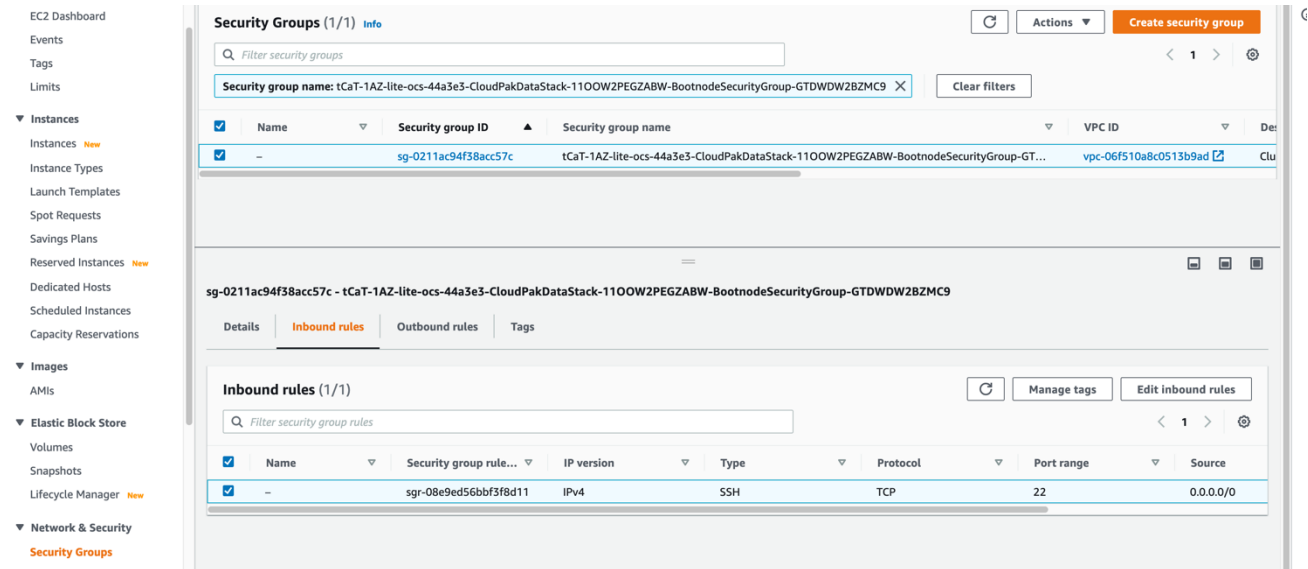 EC2 Dashboard
Events
Tags
Limits
Instances
Instances New
Instance Types
Launch Templates
Spot Requests
Savings Plans
Reserved Instances New
Dedicated Hosts
Scheduled Instances
Capacity Reservations
Images
AMIs
Elastic Block Store
Volumes
Snapshots
Lifecycle Manager New
Network & Security
Security Groups
Security Groups (1/1) Info
Actions
Create security group
Filter security groups
1
Security group name: tCaT-1AZ-lite-ocs-44a3e3-CloudPakDataStack-11OOW2PEGZABW-BootnodeSecurityGroup-GTDWDW2BZMC9
Clear filters
Name Security group ID Security group name VPC ID Des
– sg-0211ac94f38acc57c tCaT-1AZ-lite-ocs-44a3e3-CloudPakDataStack-11OOW2PEGZABW-BootnodeSecurityGroup-GT... vpc-06f510a8c0513b9ad Clu
sg-0211ac94f38acc57c - tCaT-1AZ-lite-ocs-44a3e3-CloudPakDataStack-11OOW2PEGZABW-BootnodeSecurityGroup-GTDWDW2BZMC9
Details Inbound rules Outbound rules Tags
Inbound rules (1/1)
Manage tags
Edit inbound rules
Filter security group rules
1
Name Security group rule... IP version Type Protocol Port range Source
– sgr-08e9ed56bbf3f8d11 IPv4 SSH TCP 22 0.0.0.0/0